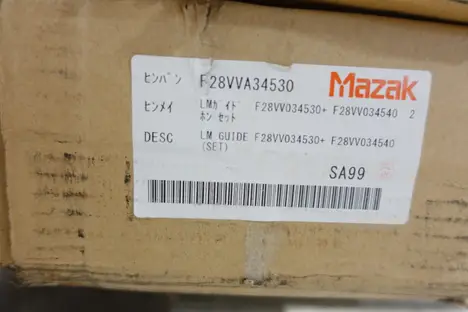 ﾋﾝﾊﾞﾝ F28VVA34530 Mazak
ﾋﾝﾒｲ LMｶﾞｲﾄﾞ F28VV034530+ F28VV034540 2
ﾎﾝ ｾｯﾄ
DESC LM GUIDE F28VV034530+ F28VV034540
(SET)
SA99